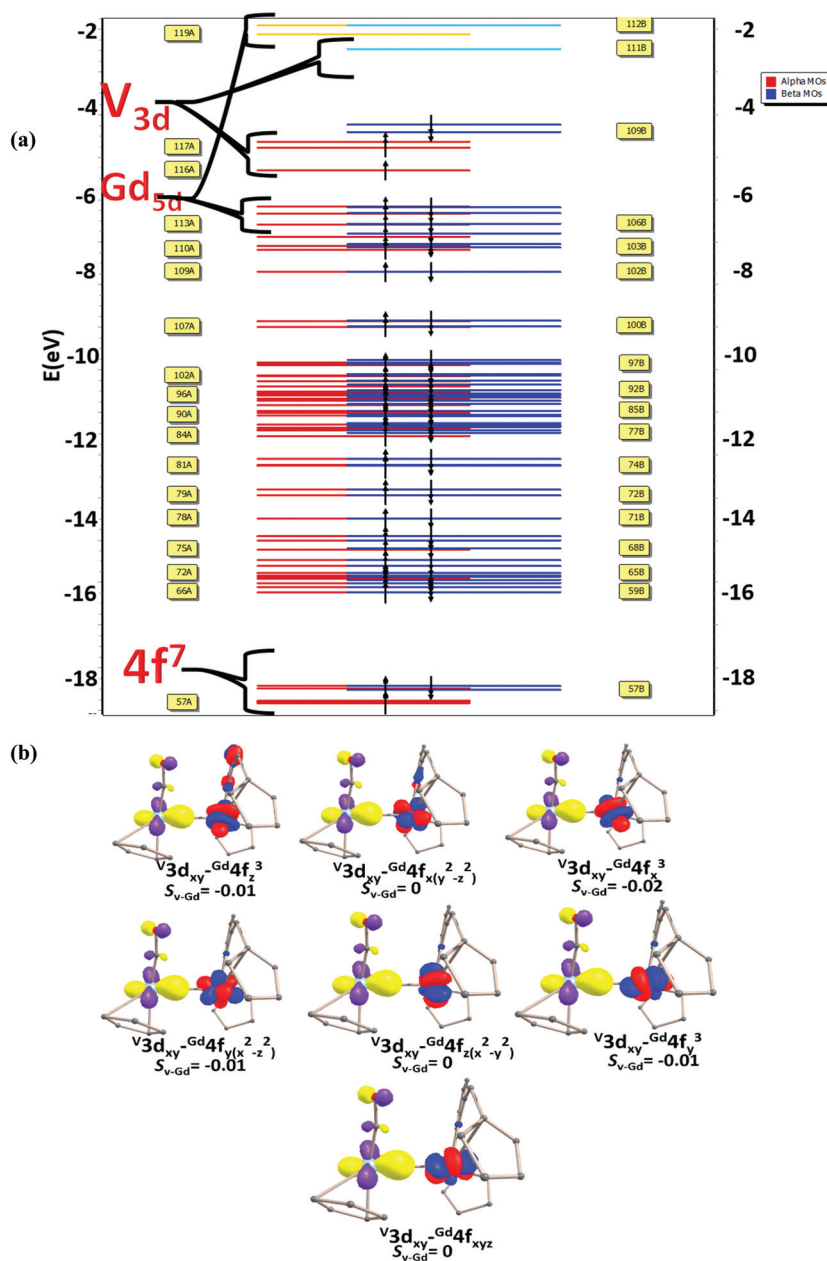 -2
119A
112B
-2
111B
Alpha MOs
Beta MOs
V3d
-4
-4
(a)
109B
117A
116A
Gd5d
-6
-6
113A
106B
110A
103B
-8
109A
102B
-8
E(eV)
107A
100B
-10
-10
102A
97B
96A
92B
90A
85B
84A
77B
-12
-12
81A
74B
79A
72B
-14
78A
71B
-14
75A
68B
72A
65B
-16
66A
59B
-16
4f⁷
-18
-18
57A
57B
--
(b)
V3dxy-Gd4fz³
V3dxy-Gd4fx(y²-z²)
V3dxy-Gd4fx³
Sv-Gd= -0.01
Sv-Gd= 0
Sv-Gd= -0.02
V3dxy-Gd4fy(x²-z²)
V3dxy-Gd4fz(x²-y²)
V3dxy-Gd4fy³
Sv-Gd= -0.01
Sv-Gd= 0
Sv-Gd= -0.01
V3dxy-Gd4fxyz
Sv-Gd= 0